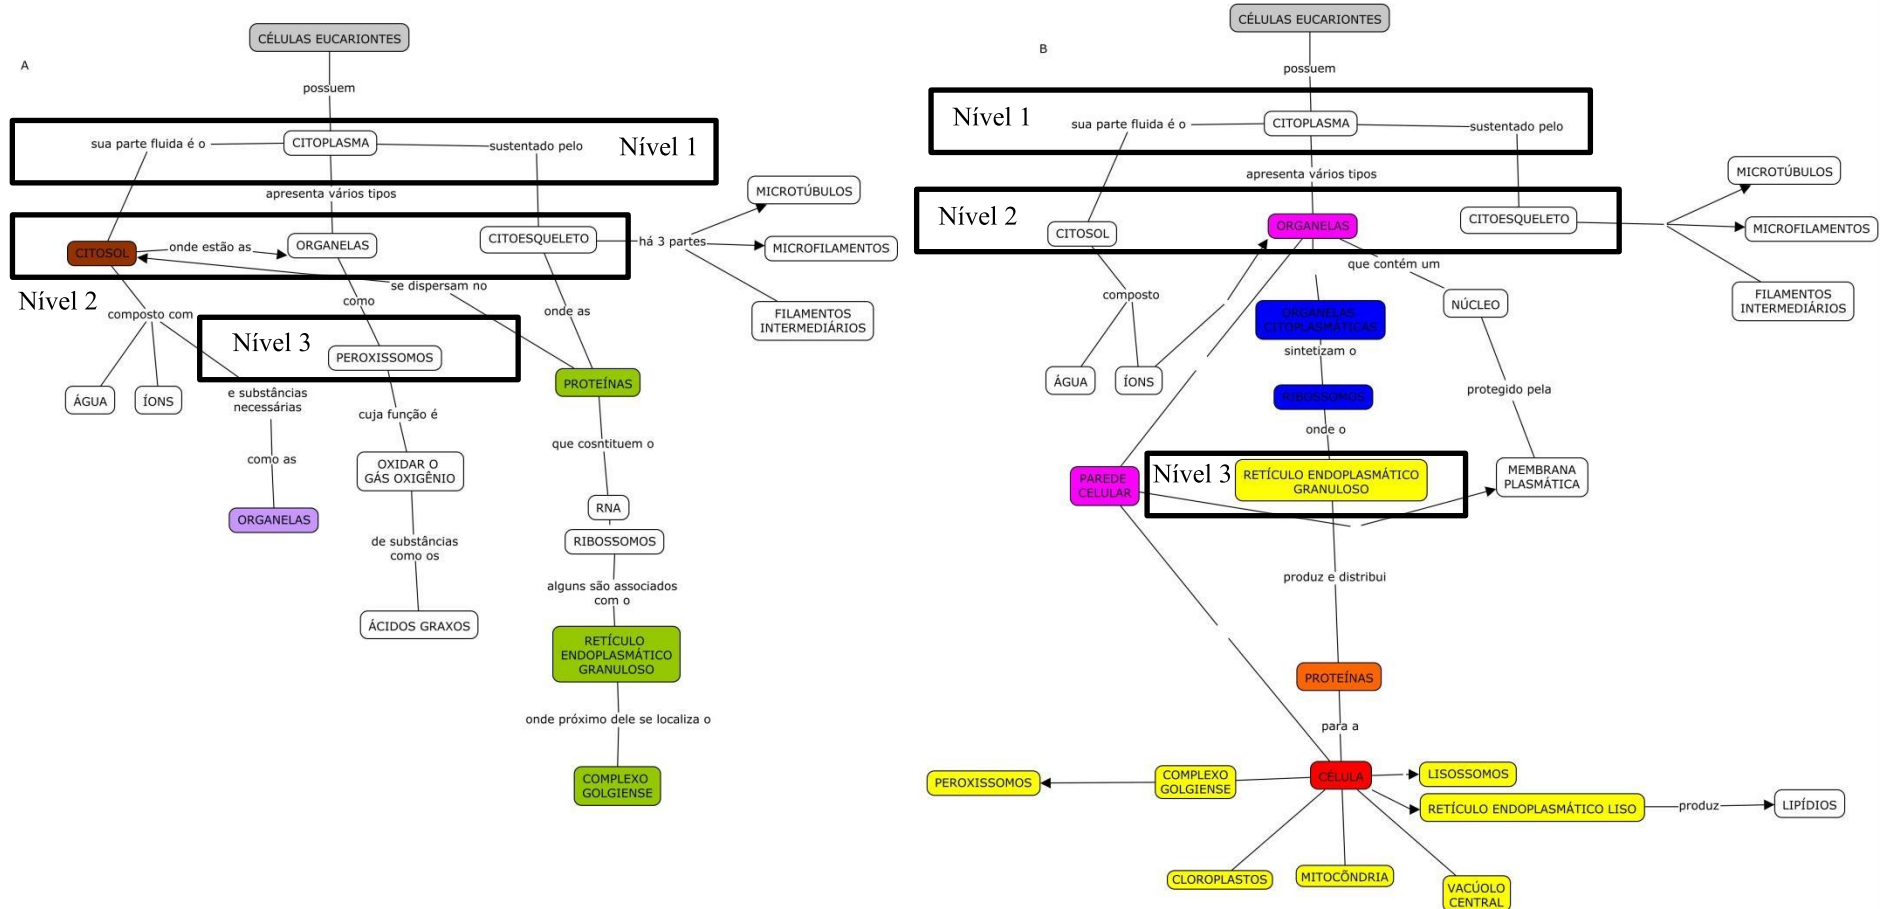 A
CÉLULAS EUCARIONTES
possuem
Nível 1
sua parte fluida é o
CITOPLASMA
sustentado pelo
apresenta vários tipos
Nível 2
CITOSOL
onde estão as
ORGANELAS
CITOESQUELETO
há 3 partes
MICROTÚBULOS
MICROFILAMENTOS
FILAMENTOS
INTERMEDIÁRIOS
se dispersam no
composto com
como
onde as
Nível 3
PEROXISSOMOS
ÁGUA
ÍONS
e substâncias
necessárias
como as
ORGANELAS
cuja função é
OXIDAR O
GÁS OXIGÊNIO
de substâncias
como os
ÁCIDOS GRAXOS
PROTEÍNAS
que cosntituem o
RNA
RIBOSSOMOS
alguns são associados
com o
RETÍCULO
ENDOPLASMÁTICO
GRANULOSO
onde próximo dele se localiza o
COMPLEXO
GOLGIENSE
B
CÉLULAS EUCARIONTES
possuem
Nível 1
sua parte fluida é o
CITOPLASMA
sustentado pelo
apresenta vários tipos
Nível 2
CITOSOL
ORGANELAS
CITOESQUELETO
MICROTÚBULOS
MICROFILAMENTOS
FILAMENTOS
INTERMEDIÁRIOS
composto
ÁGUA
ÍONS
que contém um
NÚCLEO
protegido pela
MEMBRANA
PLASMÁTICA
ORGANELAS
CITOPLASMÁTICAS
sintetizam o
RIBOSSOMOS
onde o
Nível 3
RETÍCULO ENDOPLASMÁTICO
GRANULOSO
PAREDE
CELULAR
produz e distribui
PROTEÍNAS
para a
CÉLULA
PEROXISSOMOS
COMPLEXO
GOLGIENSE
LISOSSOMOS
RETÍCULO ENDOPLASMÁTICO LISO
produz
LIPÍDIOS
CLOROPLASTOS
MITOCÕNDRIA
VACÚOLO
CENTRAL